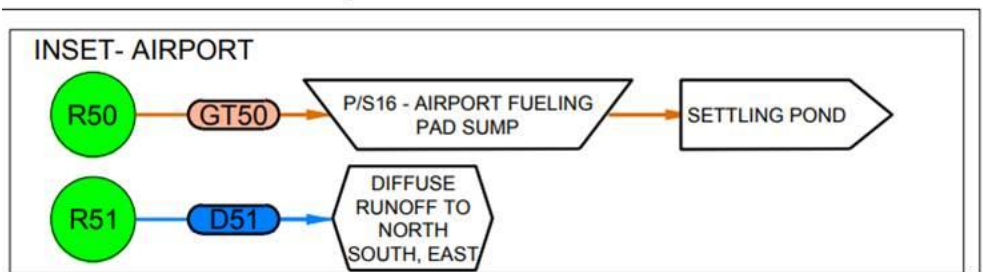 INSET- AIRPORT
R50
GT50
P/S16 - AIRPORT FUELING
PAD SUMP
SETTLING POND
R51
D51
DIFFUSE
RUNOFF TO
NORTH
SOUTH, EAST